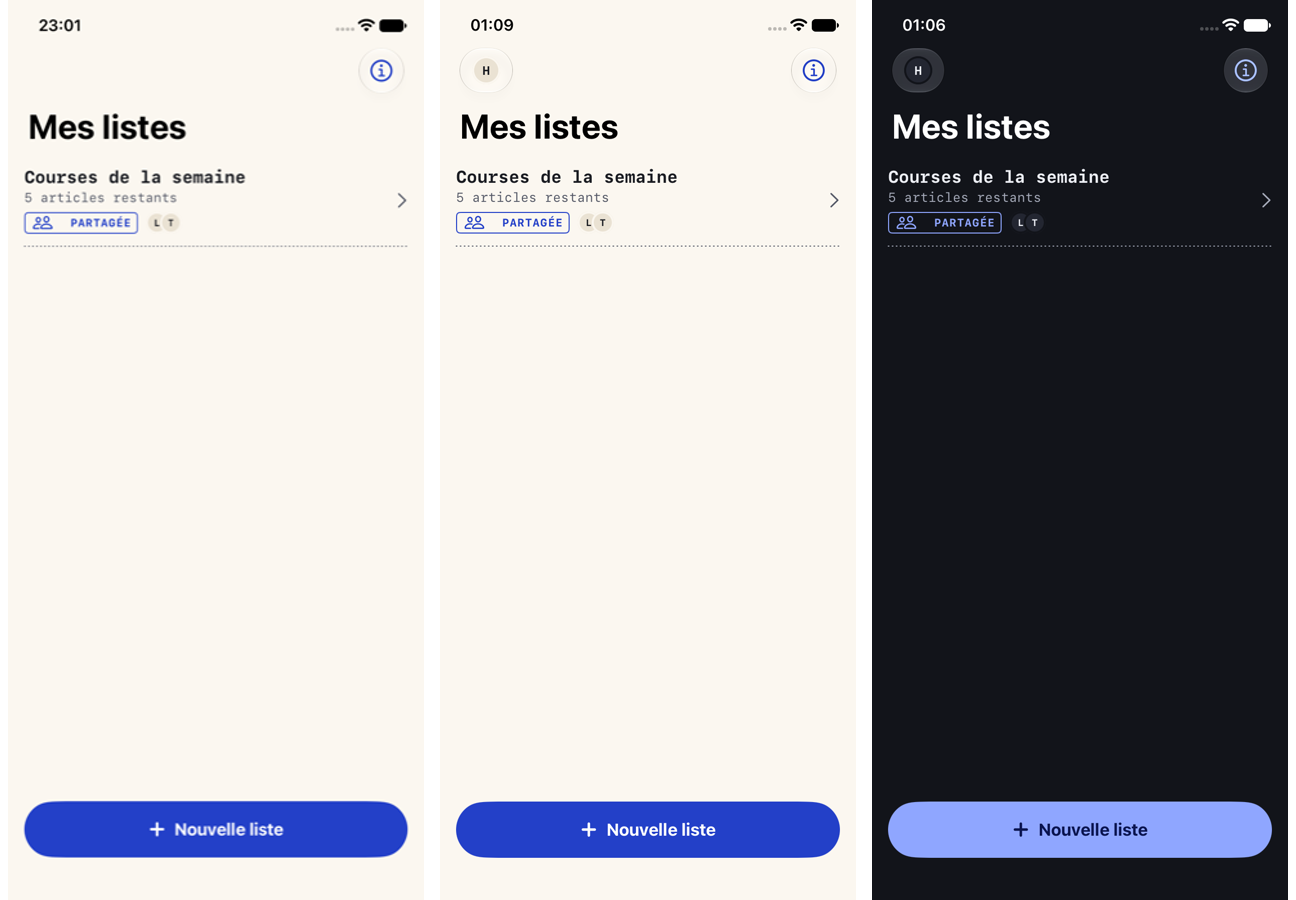 23:01
Mes listes
Courses de la semaine
5 articles restants
PARTAGÉE L T
+ Nouvelle liste
01:09
H
Mes listes
Courses de la semaine
5 articles restants
PARTAGÉE L T
+ Nouvelle liste
01:06
H
Mes listes
Courses de la semaine
5 articles restants
PARTAGÉE L T
+ Nouvelle liste